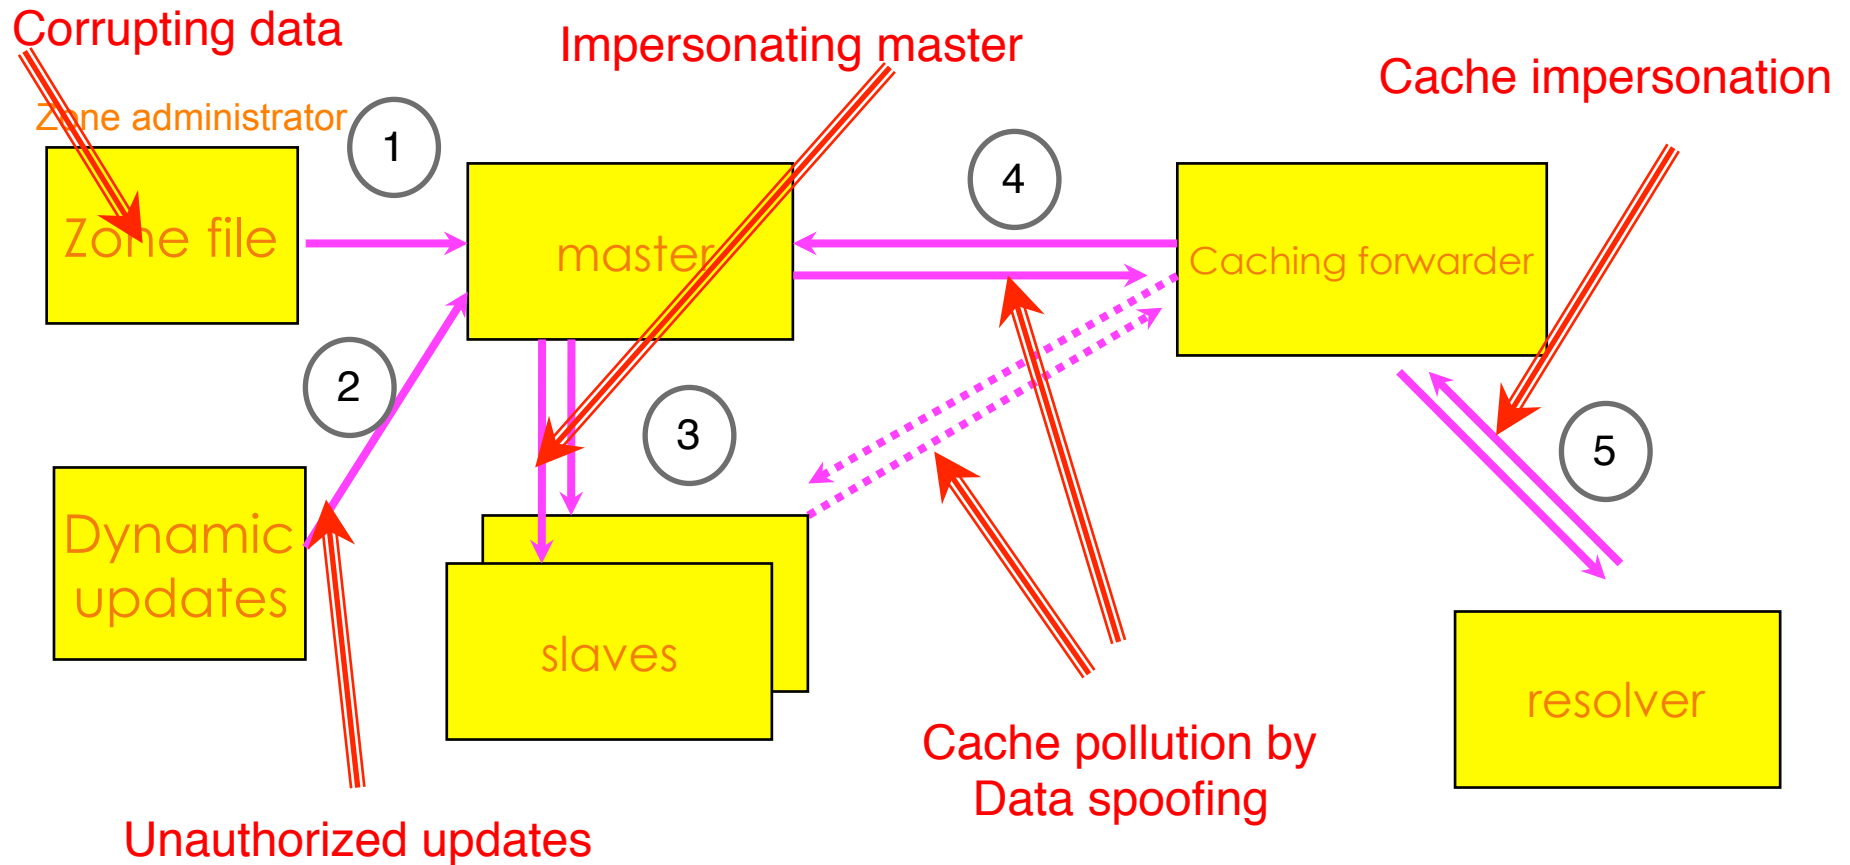 Corrupting data
Impersonating master
Cache impersonation
Zone administrator
1
4
Zone file
master
Caching forwarder
2
3
5
Dynamic
updates
slaves
resolver
Cache pollution by
Data spoofing
Unauthorized updates